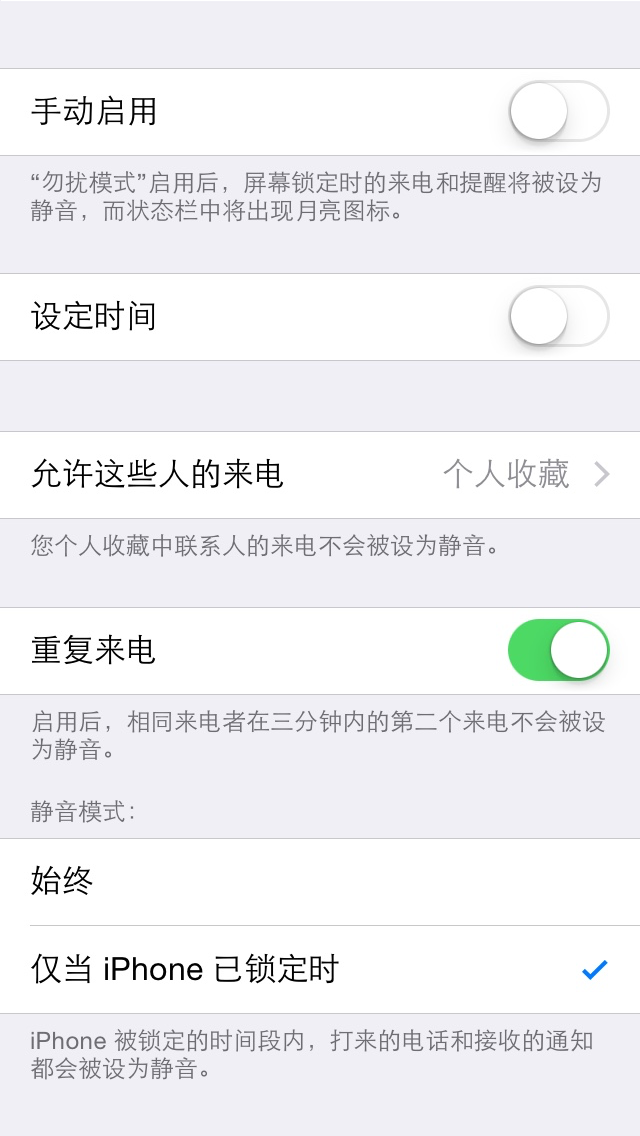 手动启用
“勿扰模式”启用后，屏幕锁定时的来电和提醒将被设为
静音，而状态栏中将出现月亮图标。
设定时间
允许这些人的来电 个人收藏
您个人收藏中联系人的来电不会被设为静音。
重复来电
启用后，相同来电者在三分钟内的第二个来电不会被设
为静音。
静音模式：
始终
仅当 iPhone 已锁定时
iPhone 被锁定的时间段内，打来的电话和接收的通知
都会被设为静音。